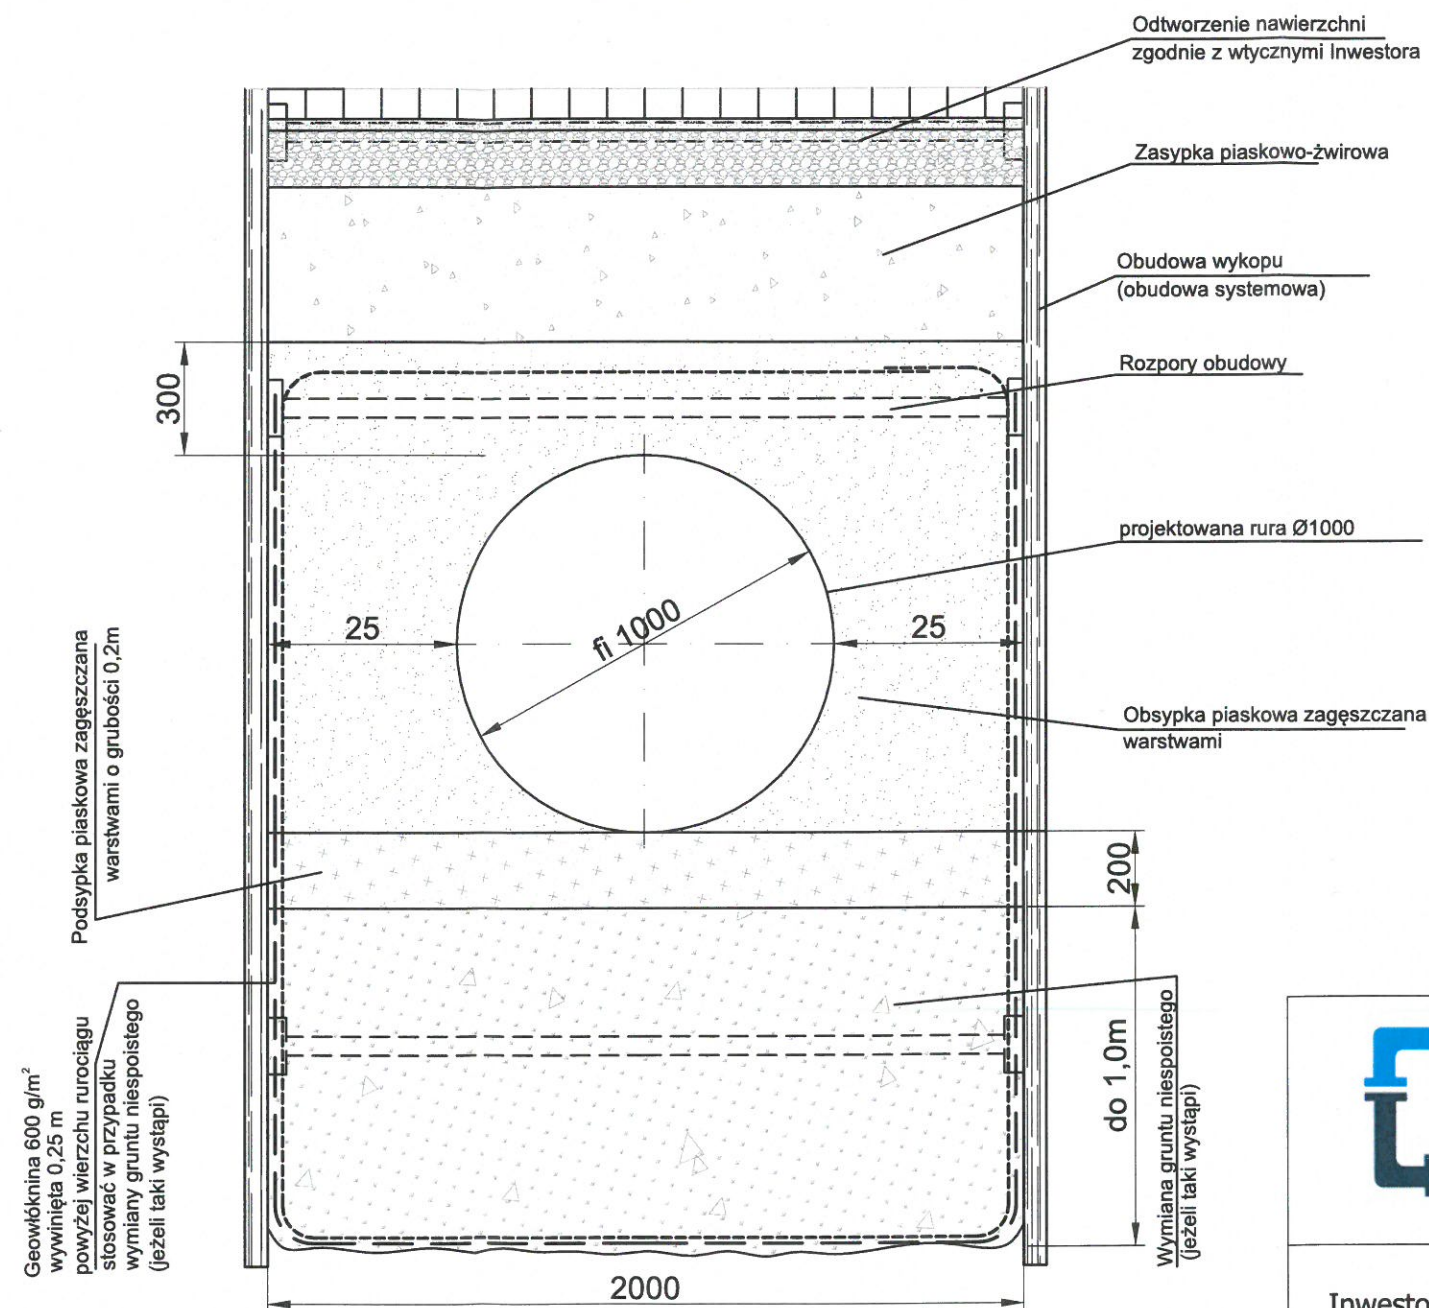 Odtworzenie nawierzchni
zgodnie z wtycznymi Inwestora
Zasypka piaskowo-żwirowa
Obudowa wykopu
(obudowa systemowa)
Rozpory obudowy
300
projektowana rura Ø1000
fi 1000
25
25
Podsypka piaskowa zagęszczana
warstwami o grubości 0,2m
Obsypka piaskowa zagęszczana
warstwami
200
do 1,0m
Geowłóknina 600 g/m²
wywinięta 0,25 m
powyżej wierzchu rurociągu
stosować w przypadku
wymiany gruntu niespoistego
(jeżeli taki wystąpi)
Wymiana gruntu niespoistego
(jeżeli taki wystąpi)
2000
Inwesto